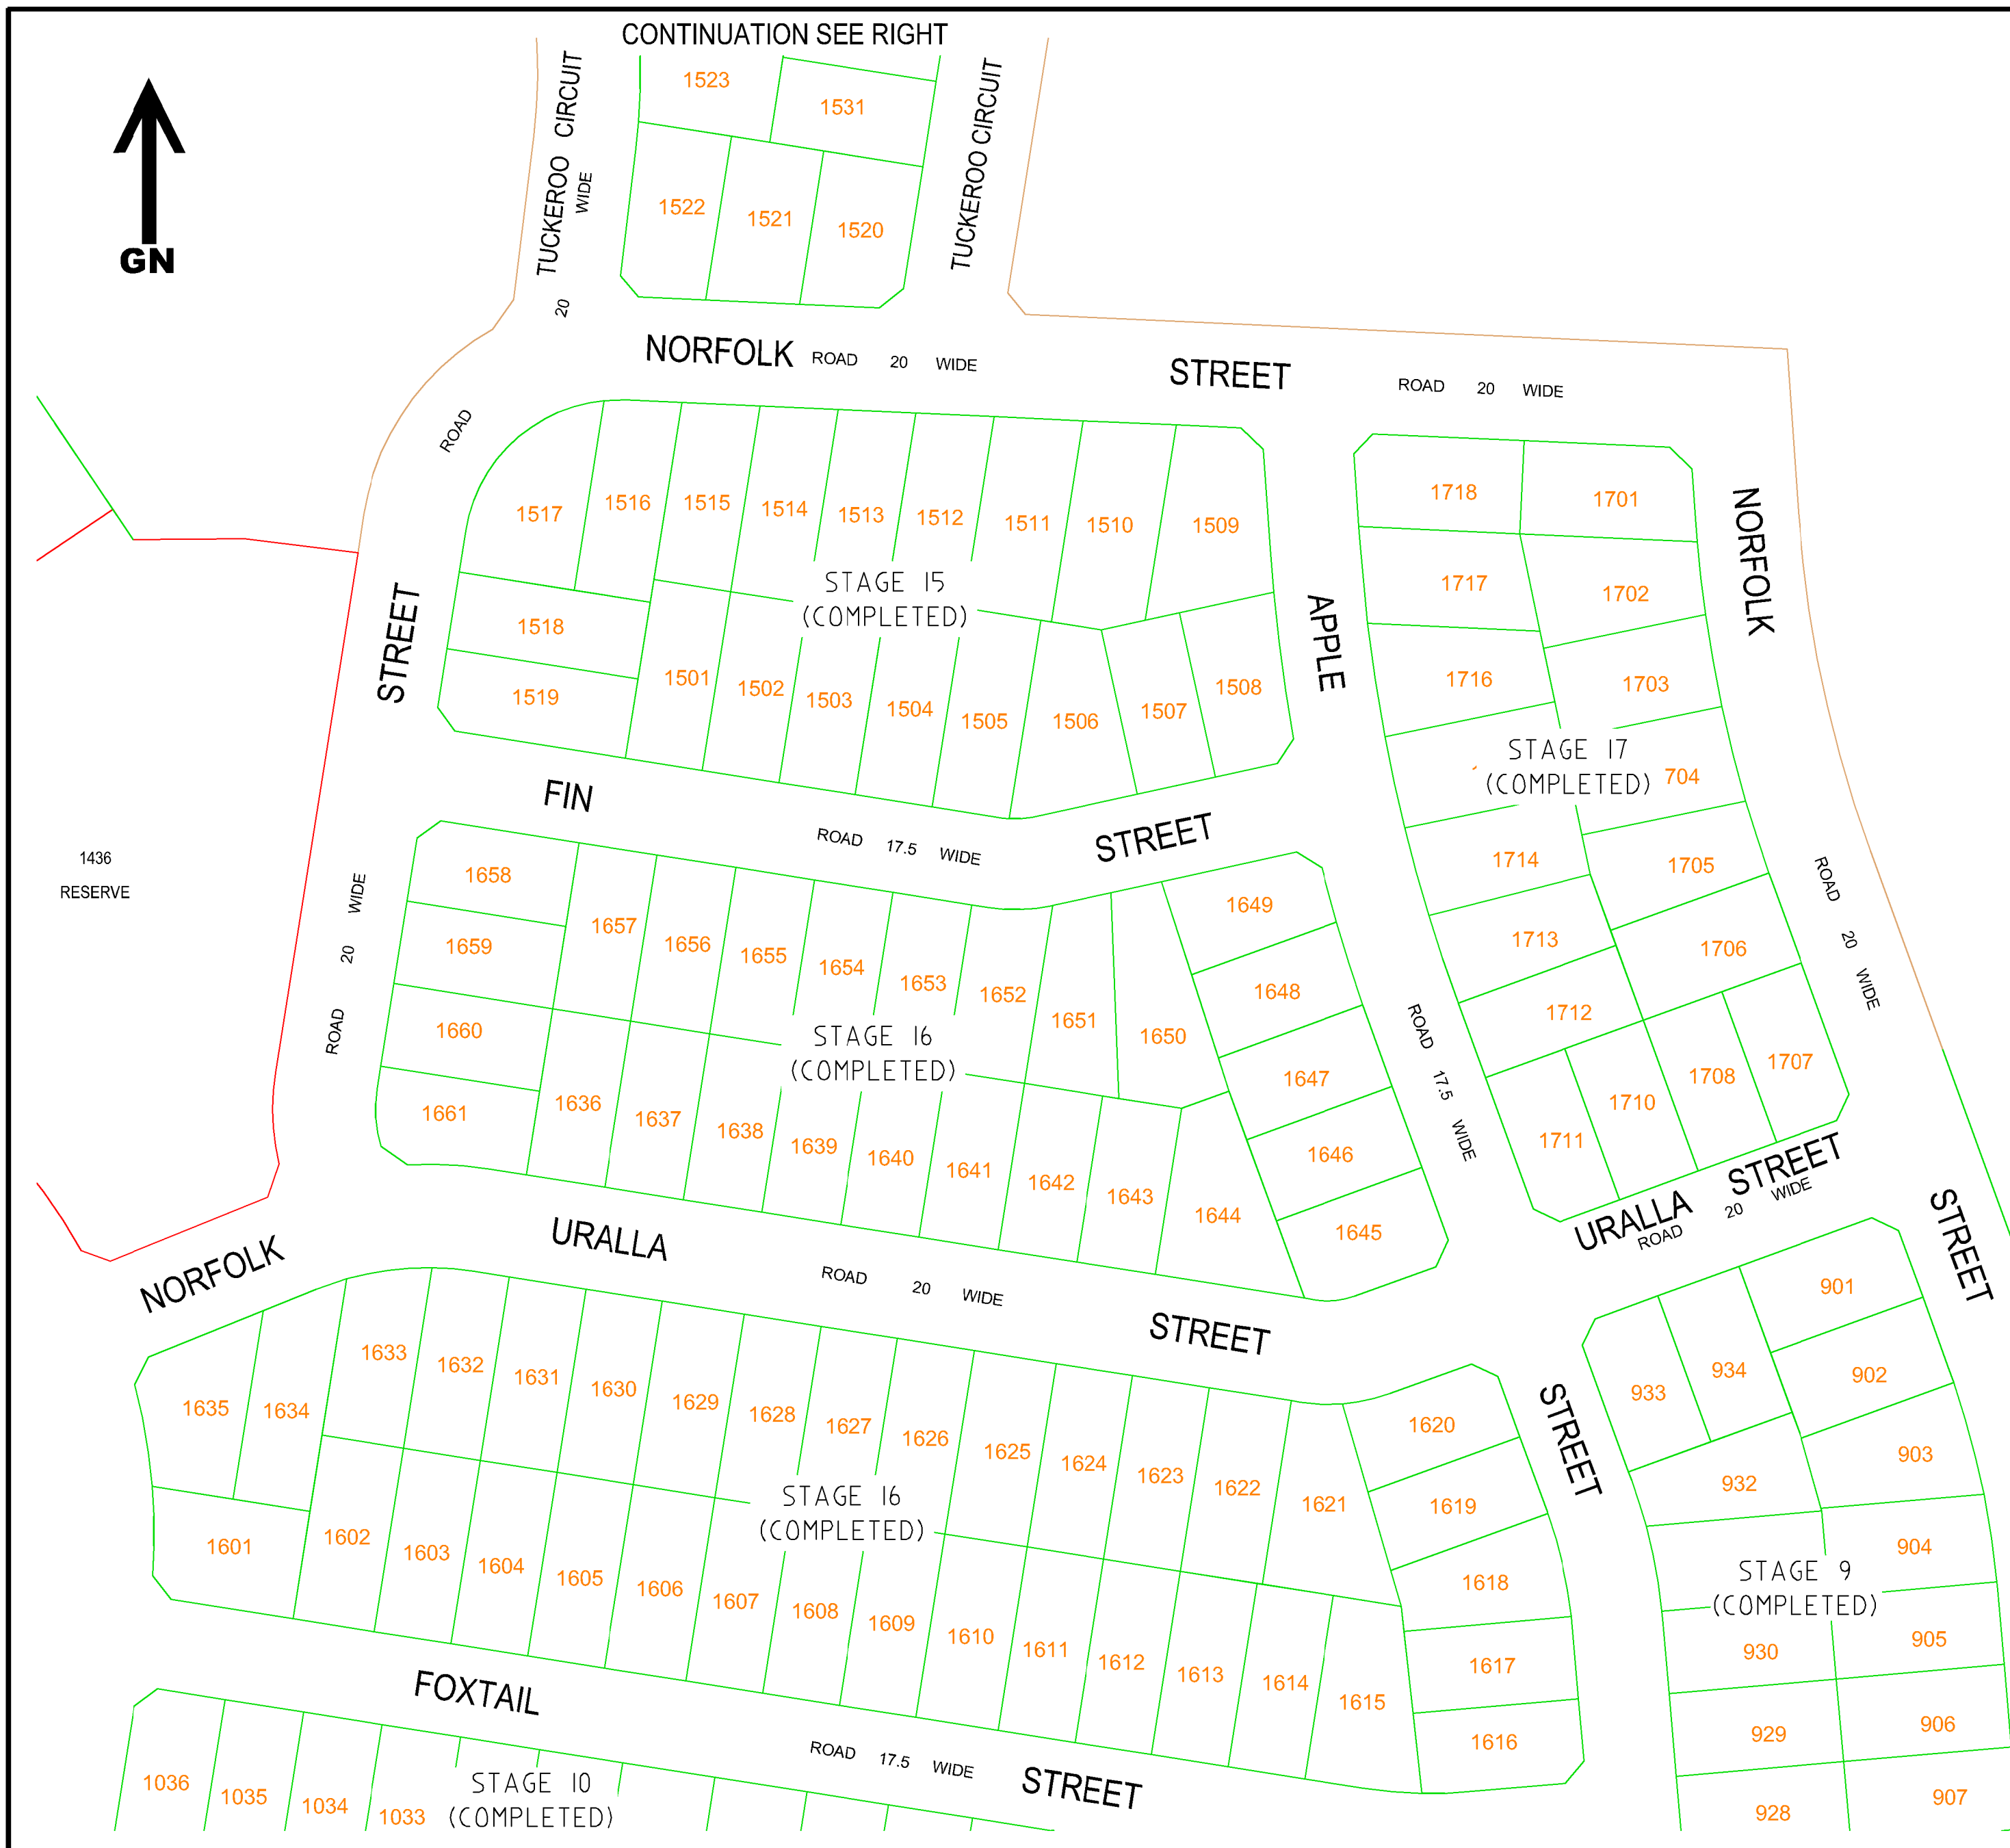 CONTINUATION SEE RIGHT
GN
TUCKEROO CIRCUIT
20 WIDE
TUCKEROO CIRCUIT
1523
1531
1522
1521
1520
NORFOLK ROAD 20 WIDE STREET ROAD 20 WIDE
ROAD
1517
1516
1515
1514
1513
1512
1511
1510
1509
1718
1701
NORFOLK
STAGE 15
(COMPLETED)
1717
1702
1518
1519
STREET
1501
1502
1503
1504
1505
1506
1507
1508
APPLE
1716
1703
STAGE 17
(COMPLETED)
704
FIN
ROAD 17.5 WIDE
STREET
1714
1705
1713
1706
1712
1711
1710
1708
1707
ROAD 20 WIDE
1436
RESERVE
ROAD 20 WIDE
1658
1659
1660
1661
1657
1656
1655
1654
1653
1652
1651
1650
1649
1648
1647
1646
1645
STAGE 16
(COMPLETED)
1636
1637
1638
1639
1640
1641
1642
1643
1644
ROAD 17.5 WIDE
URALLA STREET
ROAD 20 WIDE
STREET
NORFOLK
URALLA
ROAD 20 WIDE
STREET
STREET
1635
1634
1633
1632
1631
1630
1629
1628
1627
1626
1625
1624
1623
1622
1621
1620
1619
1618
1617
1616
STAGE 16
(COMPLETED)
1601
1602
1603
1604
1605
1606
1607
1608
1609
1610
1611
1612
1613
1614
1615
933
934
901
902
932
903
904
STAGE 9
(COMPLETED)
930
905
929
906
928
907
FOXTAIL
ROAD 17.5 WIDE
STREET
1036
1035
1034
1033
STAGE 10
(COMPLETED)